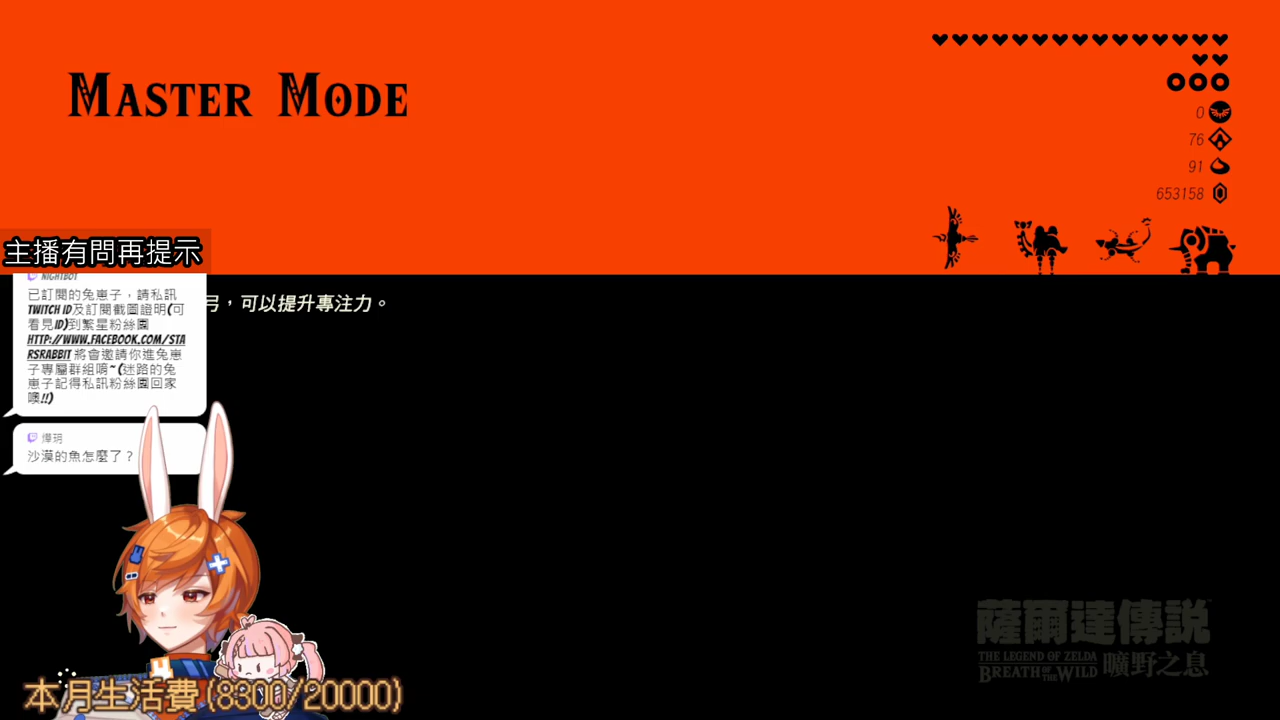 MASTER MODE
0
76
91
653158
主播有問再提示
NIGHTBOT
已訂閱的兔崽子，請私訊
TWITCH ID及訂閱截圖證明(可
看見ID)到繁星粉絲團
HTTP://WWW.FACEBOOK.COM/STA
RSRABBIT 將會邀請你進兔崽
子專屬群組唷~(迷路的兔
崽子記得私訊粉絲團回家
噢!!)
弓，可以提升專注力。
沙漠的魚怎麼了？
薩爾達傳說
THE LEGEND OF ZELDA
BREATH OF THE WILD 曠野之息
本月生活費 (8300/20000)